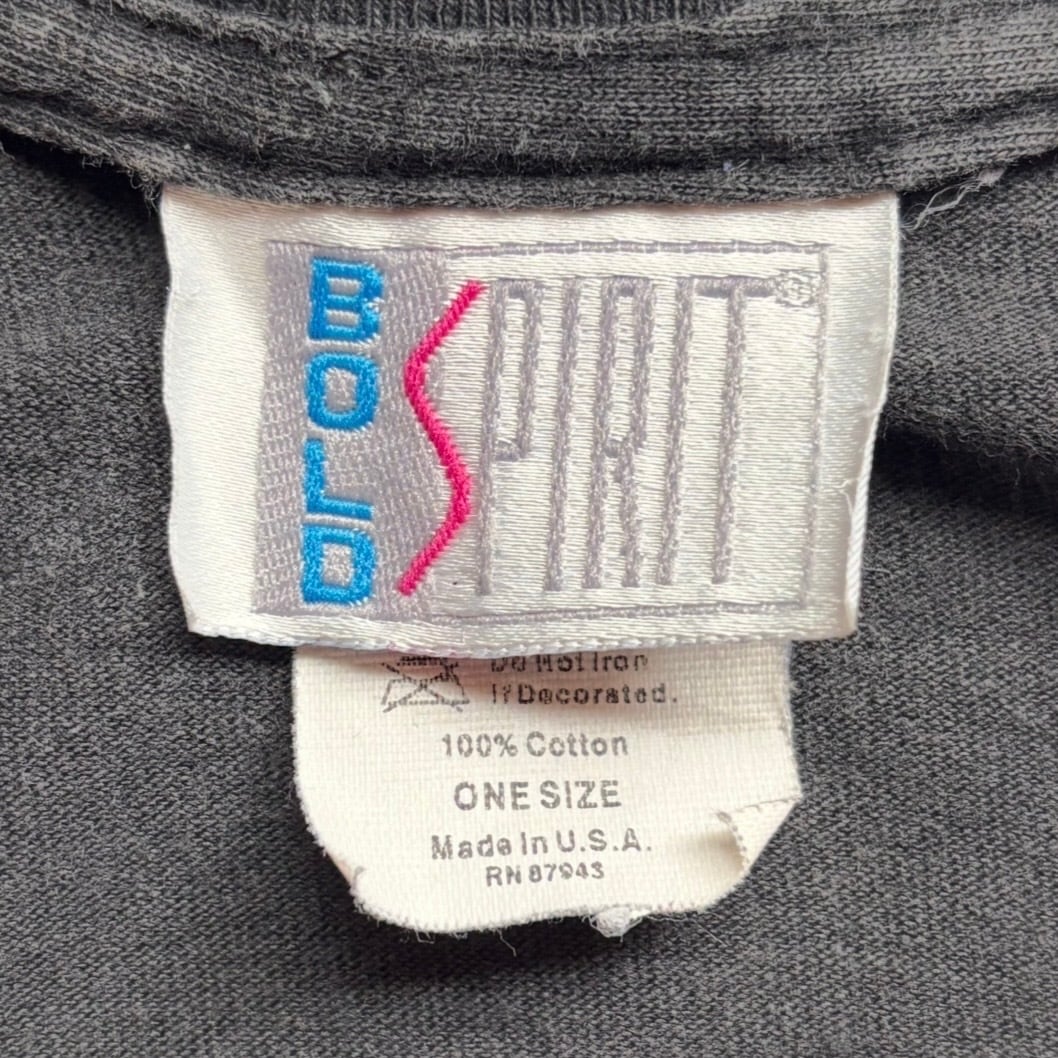 BOLD
SPIRIT®
Do Not Iron
If Decorated.
100% Cotton
ONE SIZE
Made In U.S.A.
RN 87943